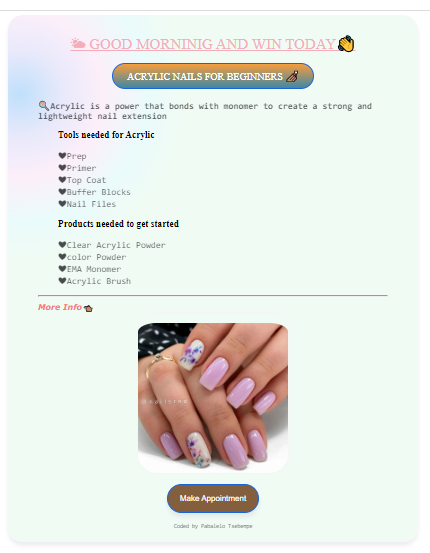 🌤 GOOD MORNINIG AND WIN TODAY👏
ACRYLIC NAILS FOR BEGINNERS 💅
🔍Acrylic is a power that bonds with monomer to create a strong and
lightweight nail extension
Tools needed for Acrylic
🖤Prep
🖤Primer
🖤Top Coat
🖤Buffer Blocks
🖤Nail Files
Products needed to get started
🖤Clear Acrylic Powder
🖤color Powder
🖤EMA Monomer
🖤Acrylic Brush
More Info👈
Make Appointment
Coded by Pabalelo Tsebempe